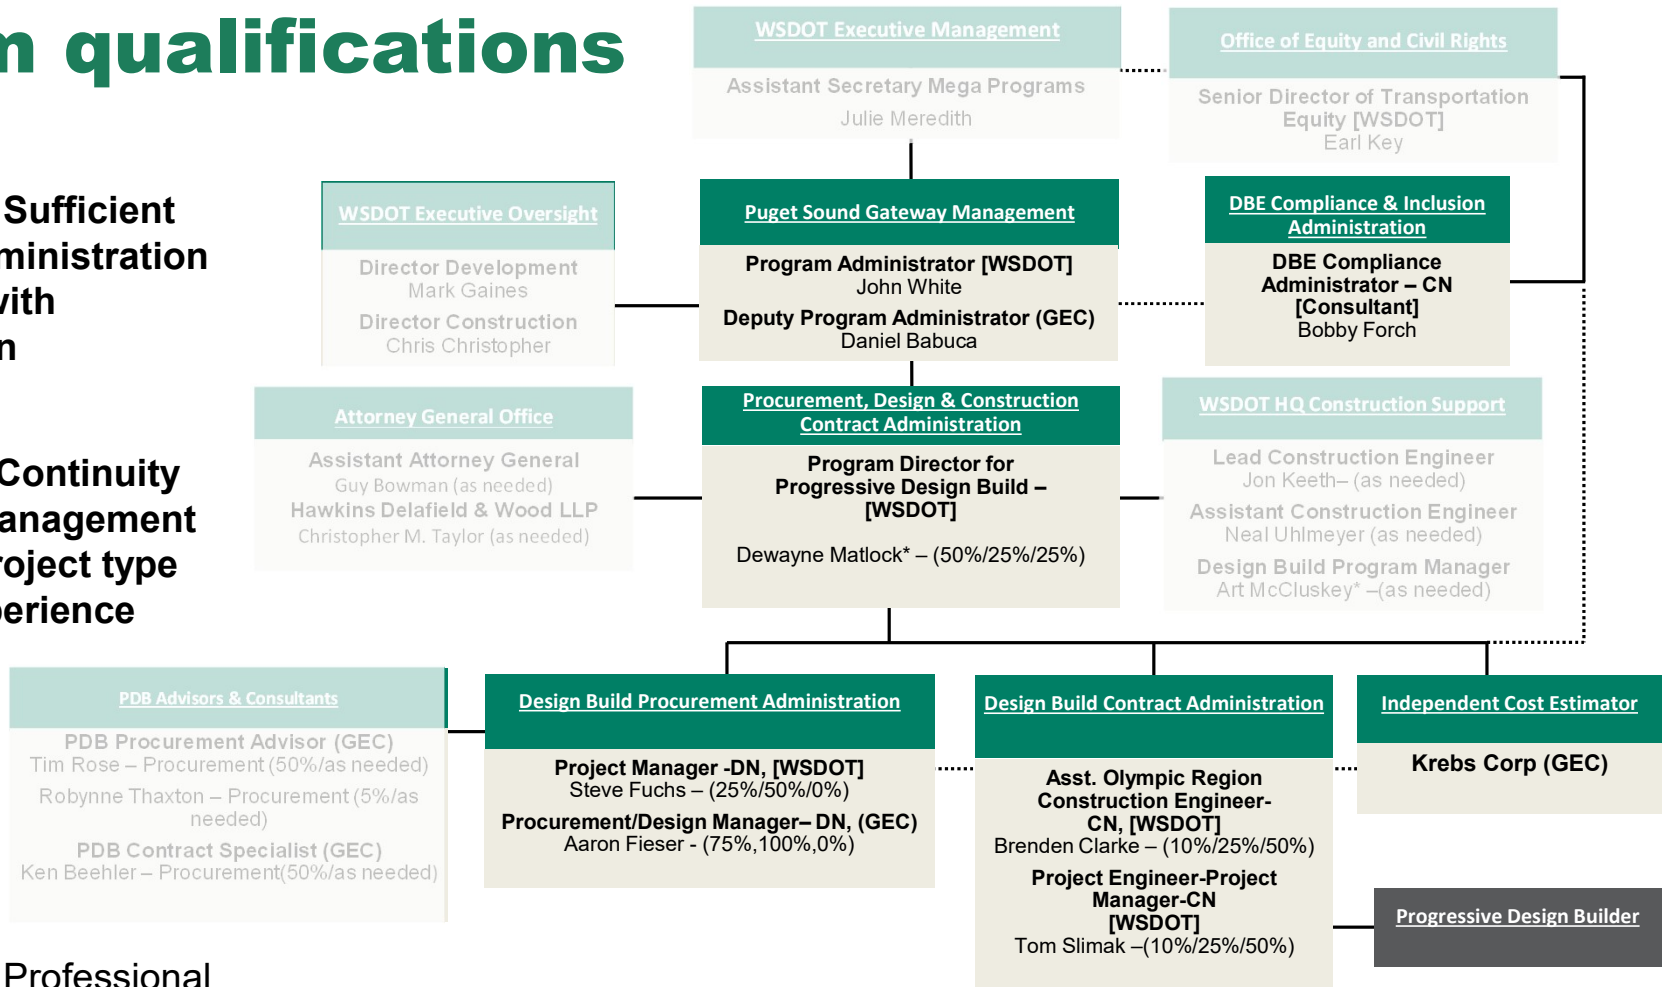 m qualifications
Sufficient
ministration
with
n
Continuity
anagement
roject type
perience
Professional
WSDOT Executive Management
Assistant Secretary Mega Programs
Julie Meredith
Office of Equity and Civil Rights
Senior Director of Transportation
Equity [WSDOT]
Earl Key
WSDOT Executive Oversight
Director Development
Mark Gaines
Director Construction
Chris Christopher
Puget Sound Gateway Management
Program Administrator [WSDOT]
John White
Deputy Program Administrator (GEC)
Daniel Babuca
DBE Compliance & Inclusion
Administration
DBE Compliance
Administrator – CN
[Consultant]
Bobby Forch
Attorney General Office
Assistant Attorney General
Guy Bowman (as needed)
Hawkins Delafield & Wood LLP
Christopher M. Taylor (as needed)
Procurement, Design & Construction
Contract Administration
Program Director for
Progressive Design Build –
[WSDOT]
Dewayne Matlock* – (50%/25%/25%)
WSDOT HQ Construction Support
Lead Construction Engineer
Jon Keeth– (as needed)
Assistant Construction Engineer
Neal Uhlmeyer (as needed)
Design Build Program Manager
Art McCluskey* –(as needed)
PDB Advisors & Consultants
PDB Procurement Advisor (GEC)
Tim Rose – Procurement (50%/as needed)
Robynne Thaxton – Procurement (5%/as
needed)
PDB Contract Specialist (GEC)
Ken Beehler – Procurement(50%/as needed)
Design Build Procurement Administration
Project Manager -DN, [WSDOT]
Steve Fuchs – (25%/50%/0%)
Procurement/Design Manager– DN, (GEC)
Aaron Fieser - (75%,100%,0%)
Design Build Contract Administration
Asst. Olympic Region
Construction Engineer-
CN, [WSDOT]
Brenden Clarke – (10%/25%/50%)
Project Engineer-Project
Manager-CN
[WSDOT]
Tom Slimak –(10%/25%/50%)
Independent Cost Estimator
Krebs Corp (GEC)
Progressive Design Builder